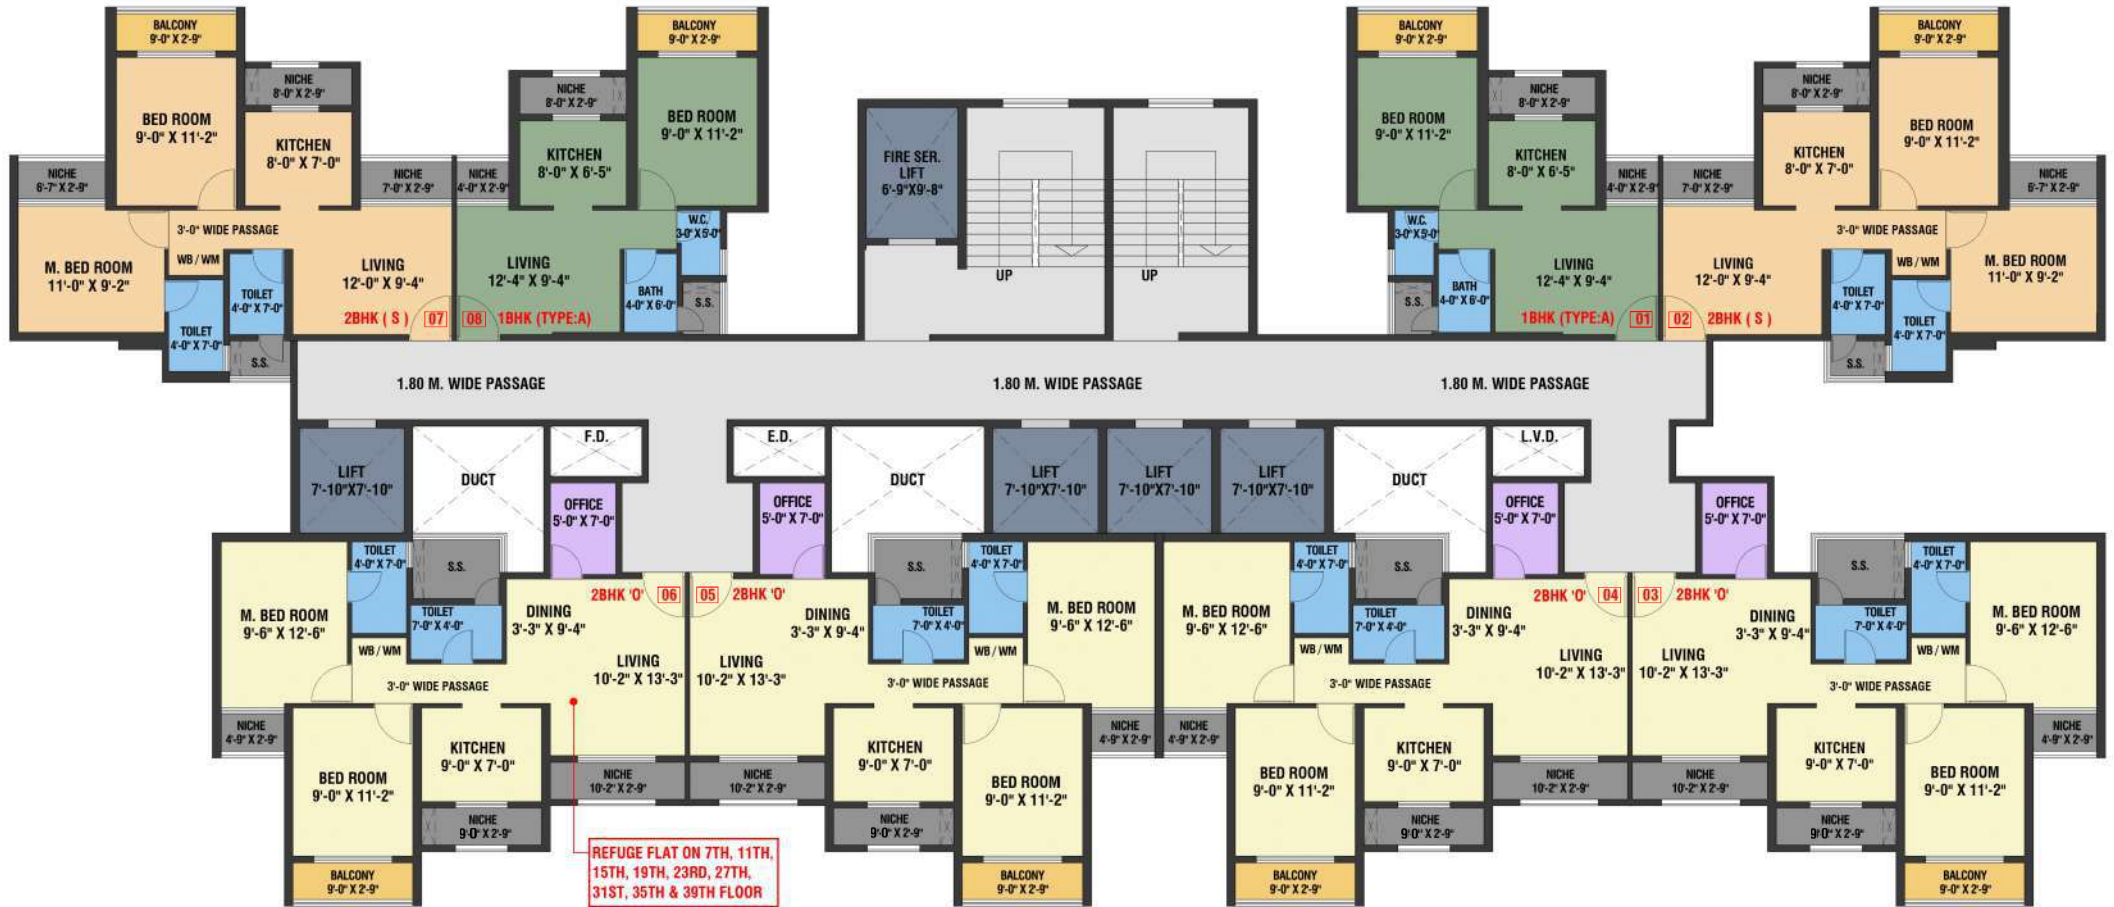 BALCONY
9'-0" X 2'-9"
BED ROOM
9'-0" X 11'-2"
NICHE
8'-0" X 2'-9"
KITCHEN
8'-0" X 7'-0"
NICHE
6'-7" X 2'-9"
NICHE
7'-0" X 2'-9"
3'-0" WIDE PASSAGE
WB / WM
M. BED ROOM
11'-0" X 9'-2"
TOILET
4'-0" X 7'-0"
TOILET
4'-0" X 7'-0"
S.S.
LIVING
12'-0" X 9'-4"
2BHK ( S ) 07
BALCONY
9'-0" X 2'-9"
BED ROOM
9'-0" X 11'-2"
NICHE
8'-0" X 2'-9"
KITCHEN
8'-0" X 6'-5"
NICHE
4'-0" X 2'-9"
W.C.
3-0" X 5'-0"
LIVING
12'-4" X 9'-4"
BATH
4-0" X 6'-0"
S.S.
08 1BHK (TYPE:A)
FIRE SER.
LIFT
6'-9"X9'-8"
UP
UP
BALCONY
9'-0" X 2'-9"
BED ROOM
9'-0" X 11'-2"
NICHE
8'-0" X 2'-9"
KITCHEN
8'-0" X 6'-5"
NICHE
4'-0" X 2'-9"
W.C.
3-0" X 5'-0"
LIVING
12'-4" X 9'-4"
BATH
4-0" X 6'-0"
S.S.
1BHK (TYPE:A) 01
BALCONY
9'-0" X 2'-9"
BED ROOM
9'-0" X 11'-2"
NICHE
8'-0" X 2'-9"
KITCHEN
8'-0" X 7'-0"
NICHE
7'-0" X 2'-9"
NICHE
6'-7" X 2'-9"
3'-0" WIDE PASSAGE
WB / WM
M. BED ROOM
11'-0" X 9'-2"
LIVING
12'-0" X 9'-4"
TOILET
4'-0" X 7'-0"
TOILET
4'-0" X 7'-0"
S.S.
02 2BHK ( S )
1.80 M. WIDE PASSAGE
1.80 M. WIDE PASSAGE
1.80 M. WIDE PASSAGE
LIFT
7'-10"X7'-10"
DUCT
F.D.
E.D.
DUCT
LIFT
7'-10"X7'-10"
LIFT
7'-10"X7'-10"
LIFT
7'-10"X7'-10"
DUCT
L.V.D.
OFFICE
5'-0" X 7'-0"
OFFICE
5'-0" X 7'-0"
OFFICE
5'-0" X 7'-0"
OFFICE
5'-0" X 7'-0"
M. BED ROOM
9'-6" X 12'-6"
TOILET
4'-0" X 7'-0"
S.S.
TOILET
7'-0" X 4'-0"
WB / WM
3'-0" WIDE PASSAGE
2BHK 'O' 06
DINING
3'-3" X 9'-4"
LIVING
10'-2" X 13'-3"
NICHE
4'-9" X 2'-9"
BED ROOM
9'-0" X 11'-2"
KITCHEN
9'-0" X 7'-0"
NICHE
10'-2" X 2'-9"
NICHE
9'0" X 2'-9"
BALCONY
9'-0" X 2'-9"
REFUGE FLAT ON 7TH, 11TH,
15TH, 19TH, 23RD, 27TH,
31ST, 35TH & 39TH FLOOR
05 2BHK 'O'
DINING
3'-3" X 9'-4"
LIVING
10'-2" X 13'-3"
S.S.
TOILET
7'-0" X 4'-0"
TOILET
4'-0" X 7'-0"
M. BED ROOM
9'-6" X 12'-6"
WB / WM
3'-0" WIDE PASSAGE
NICHE
4'-9" X 2'-9"
KITCHEN
9'-0" X 7'-0"
BED ROOM
9'-0" X 11'-2"
NICHE
10'-2" X 2'-9"
NICHE
9'0" X 2'-9"
BALCONY
9'-0" X 2'-9"
M. BED ROOM
9'-6" X 12'-6"
TOILET
4'-0" X 7'-0"
S.S.
TOILET
7'-0" X 4'-0"
WB / WM
3'-0" WIDE PASSAGE
2BHK 'O' 04
DINING
3'-3" X 9'-4"
LIVING
10'-2" X 13'-3"
NICHE
4'-9" X 2'-9"
BED ROOM
9'-0" X 11'-2"
KITCHEN
9'-0" X 7'-0"
NICHE
10'-2" X 2'-9"
NICHE
9'0" X 2'-9"
BALCONY
9'-0" X 2'-9"
03 2BHK 'O'
DINING
3'-3" X 9'-4"
LIVING
10'-2" X 13'-3"
S.S.
TOILET
7'-0" X 4'-0"
TOILET
4'-0" X 7'-0"
M. BED ROOM
9'-6" X 12'-6"
WB / WM
3'-0" WIDE PASSAGE
NICHE
4'-9" X 2'-9"
KITCHEN
9'-0" X 7'-0"
BED ROOM
9'-0" X 11'-2"
NICHE
10'-2" X 2'-9"
NICHE
9'0" X 2'-9"
BALCONY
9'-0" X 2'-9"